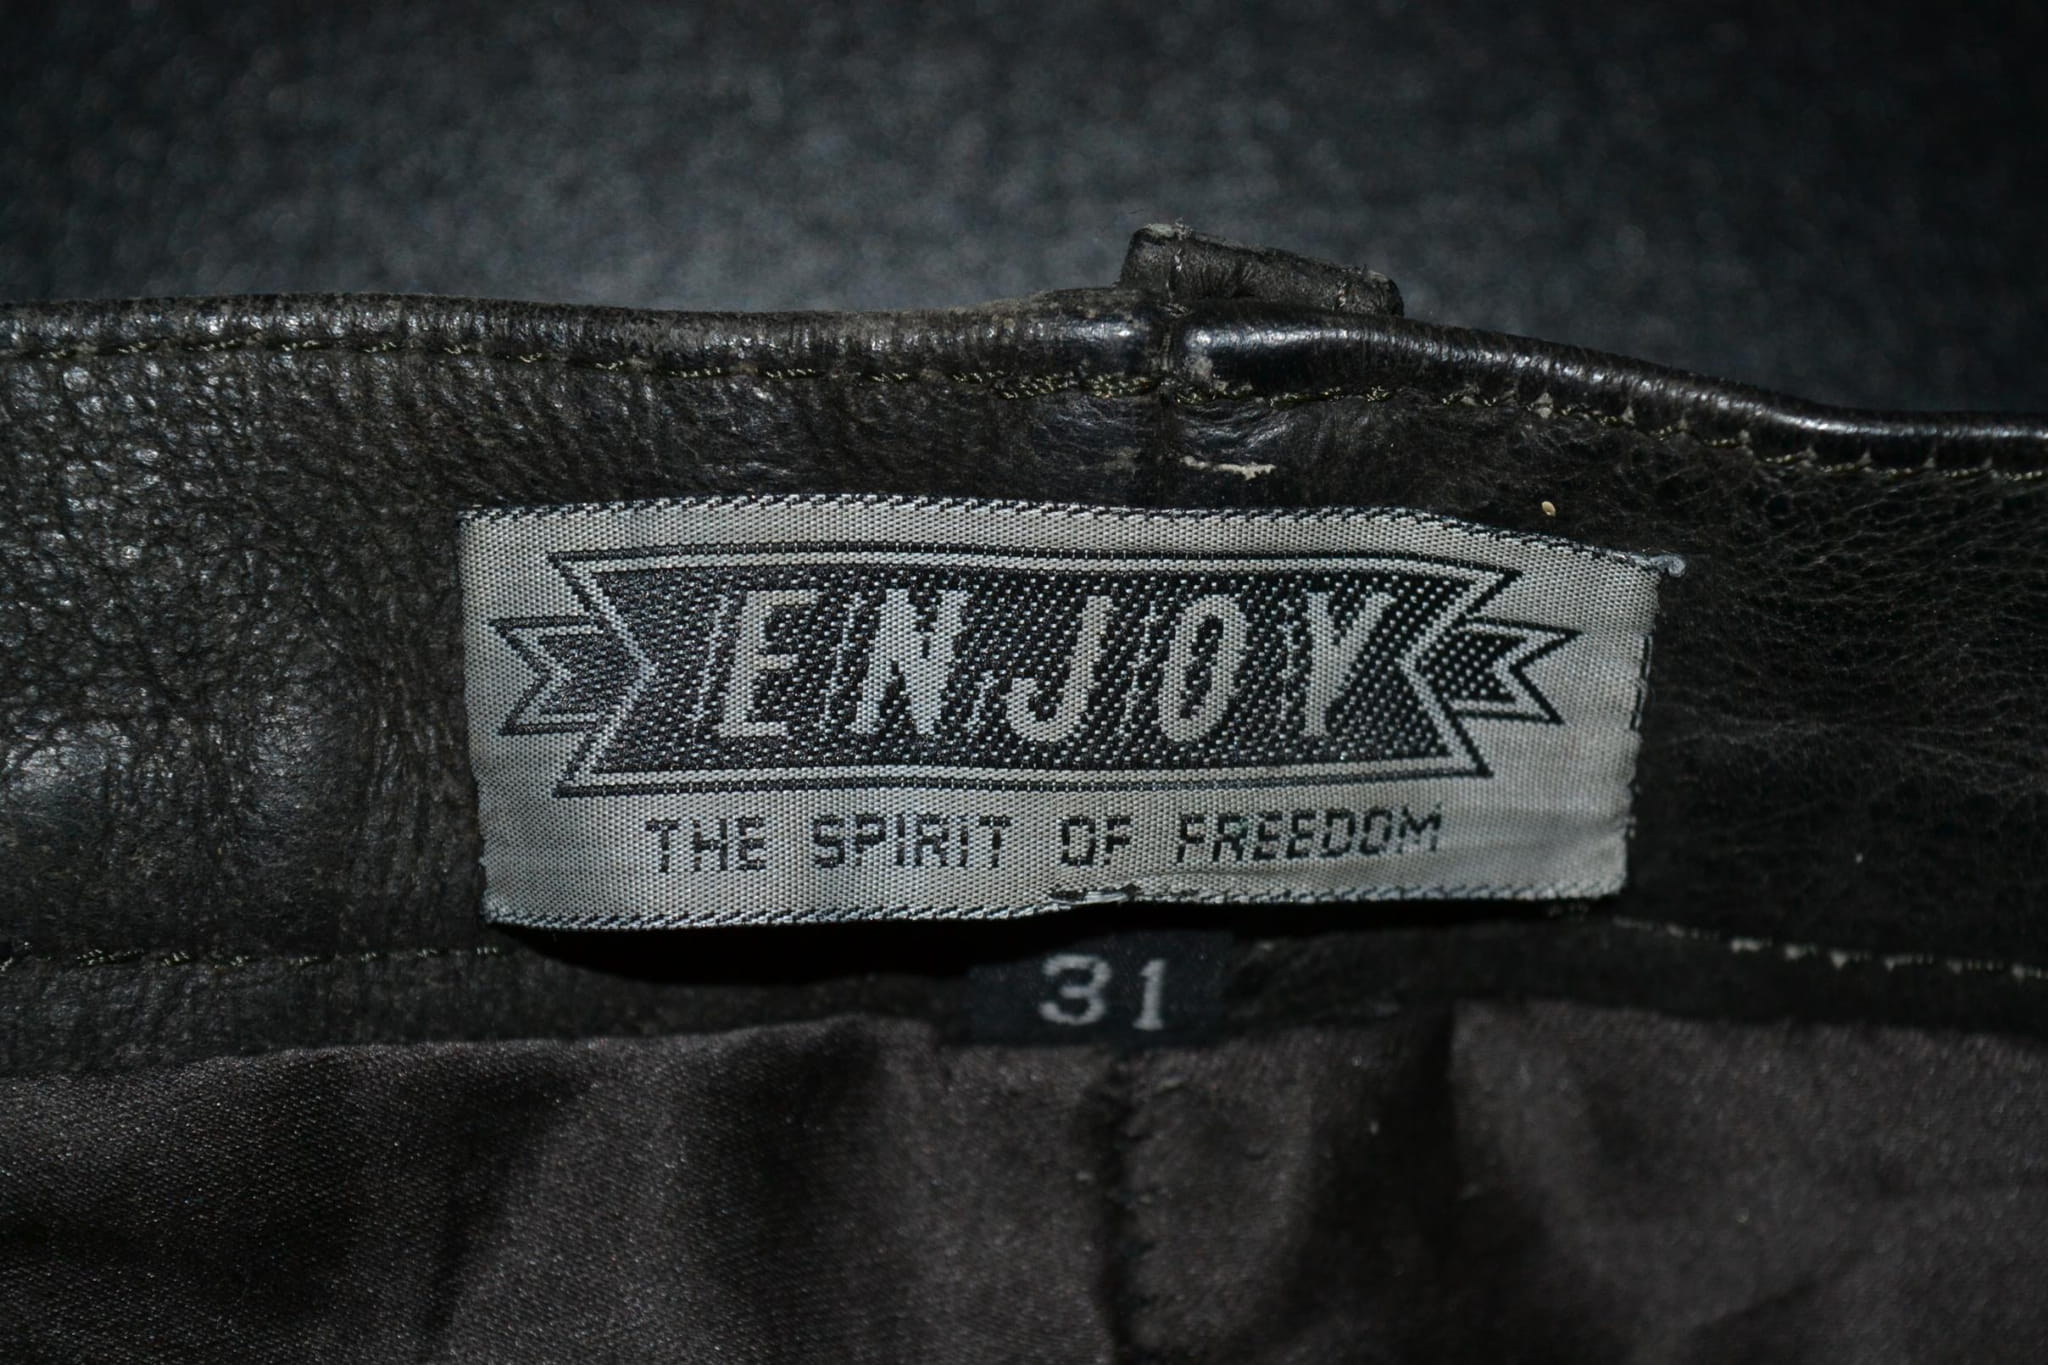 ENJOY
THE SPIRIT OF FREEDOM
31